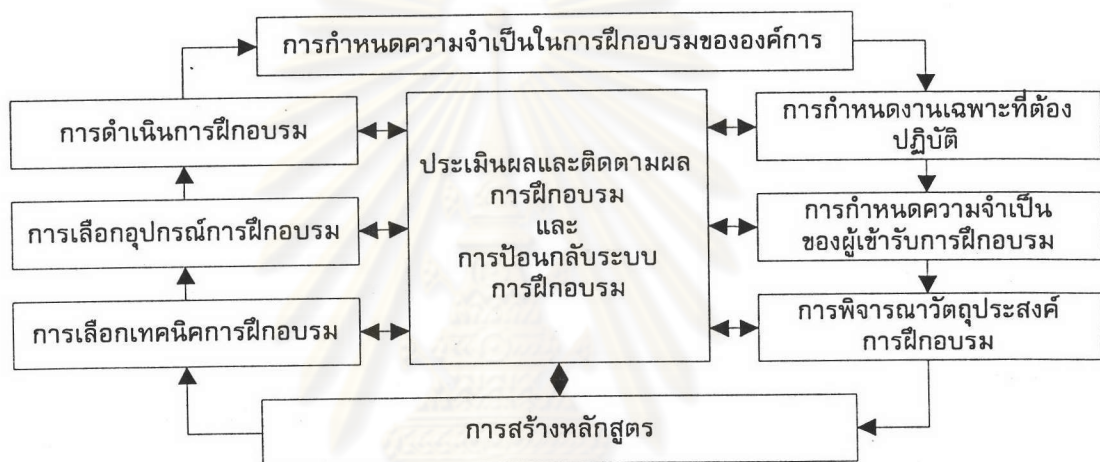 การกำหนดความจำเป็นในการฝึกอบรมขององค์การ
การกำหนดงานเฉพาะที่ต้อง
ปฏิบัติ
การกำหนดความจำเป็น
ของผู้เข้ารับการฝึกอบรม
การพิจารณาวัตถุประสงค์
การฝึกอบรม
การสร้างหลักสูตร
การเลือกเทคนิคการฝึกอบรม
การเลือกอุปกรณ์การฝึกอบรม
การดำเนินการฝึกอบรม
ประเมินผลและติดตามผล
การฝึกอบรม
และ
การป้อนกลับระบบ
การฝึกอบรม